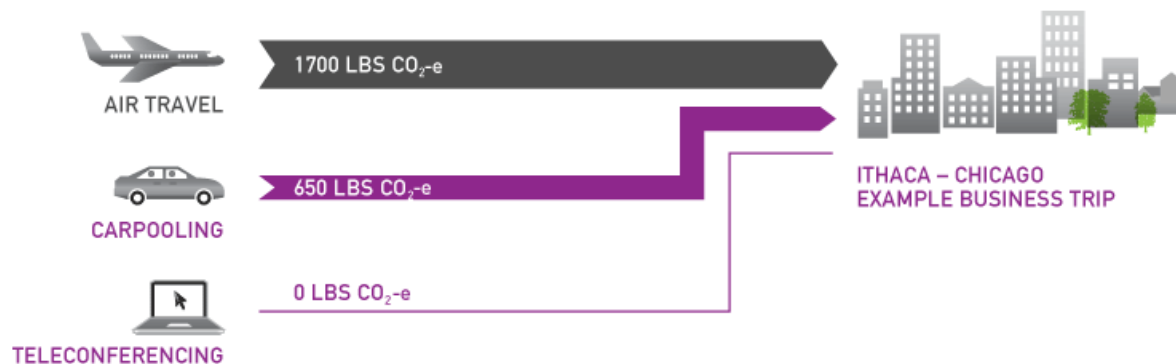 AIR TRAVEL
1700 LBS CO₂-e
CARPOOLING
650 LBS CO₂-e
TELECONFERENCING
0 LBS CO₂-e
ITHACA – CHICAGO
EXAMPLE BUSINESS TRIP